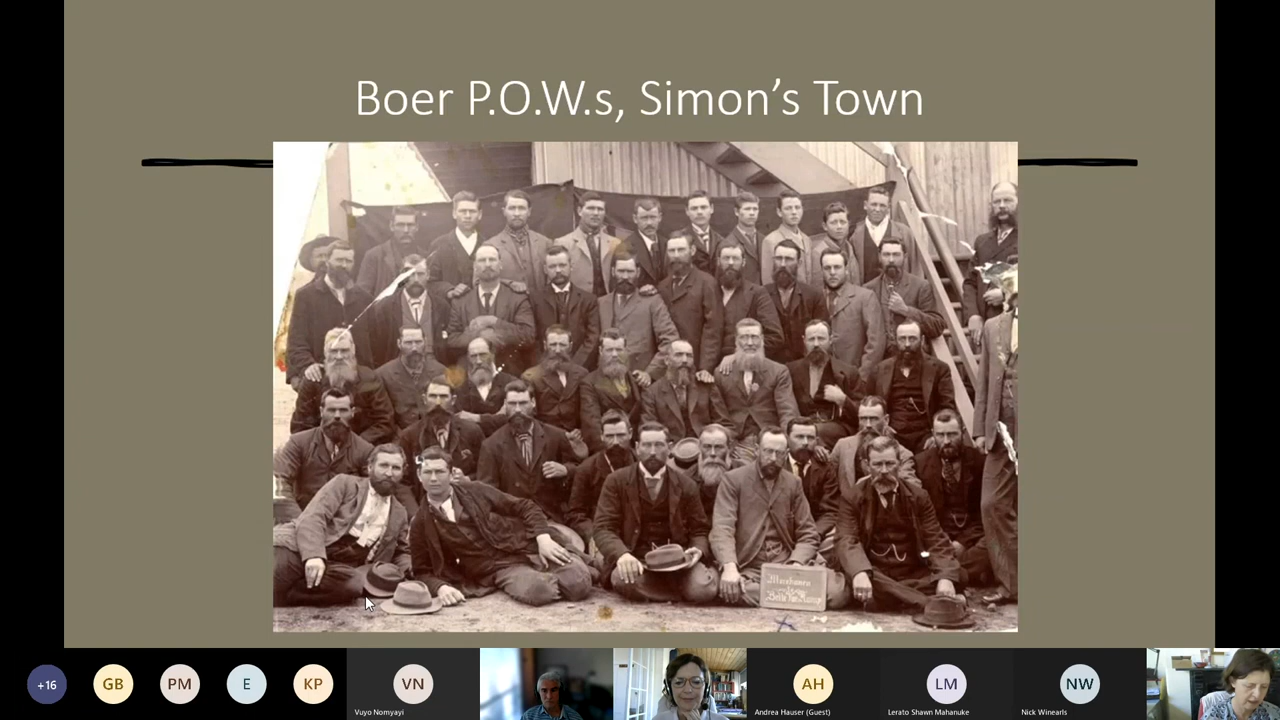 Boer P.O.W.s, Simon's Town
+16
GB
PM
E
KP
VN
AH
LM
NW
Vuyo Nomyayi
Andrea Hauser (Guest)
Lerato Shawn Mahanuke
Nick Winearls